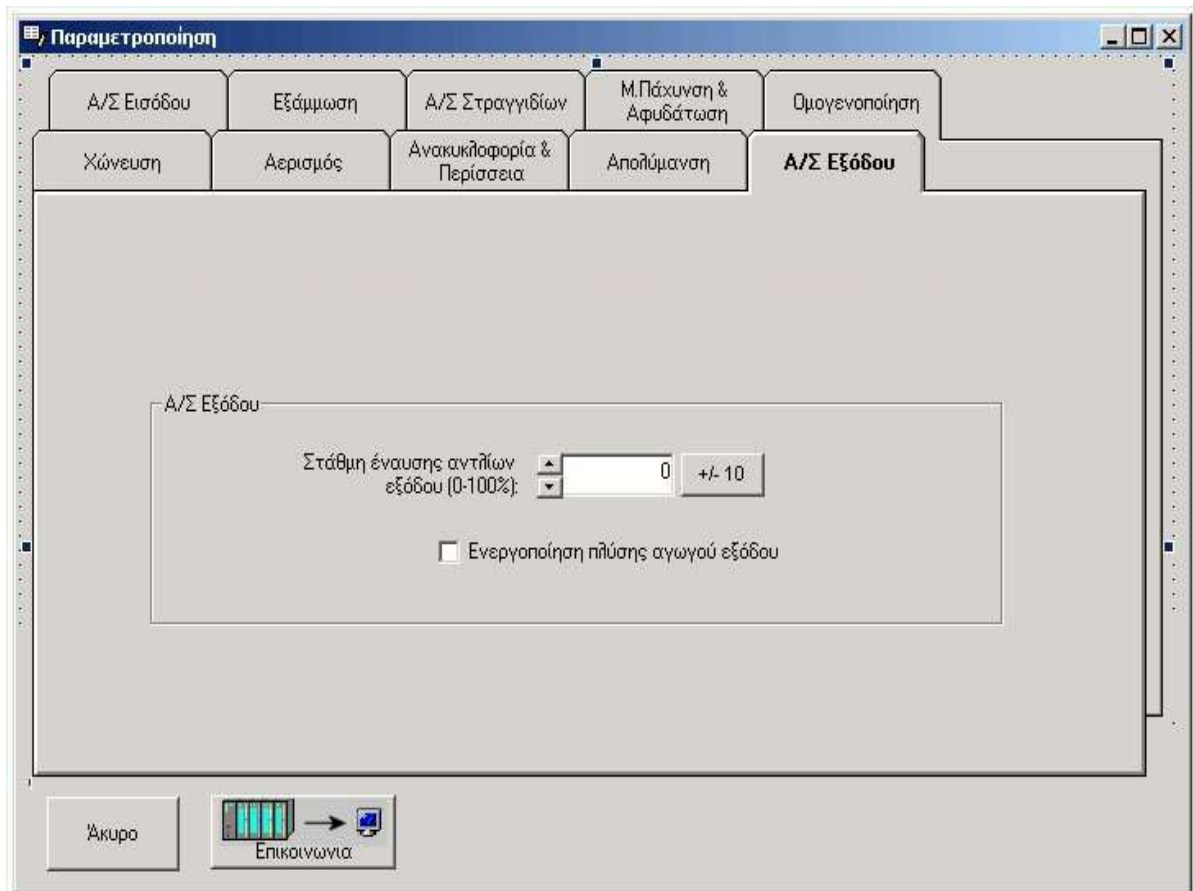 Παραμετροποίηση
Α/Σ Εισόδου
Εξάμμωση
Α/Σ Στραγγιδίων
Μ.Πάχυνση &
Αφυδάτωση
Ομογενοποίηση
Χώνευση
Αερισμός
Ανακυκλοφορία &
Περίσσεια
Απολύμανση
Α/Σ Εξόδου
Α/Σ Εξόδου
Στάθμη έναυσης αντλίων
εξόδου (0-100%):
0
+/- 10
Ενεργοποίηση πλύσης αγωγού εξόδου
Άκυρο
Επικοινωνια